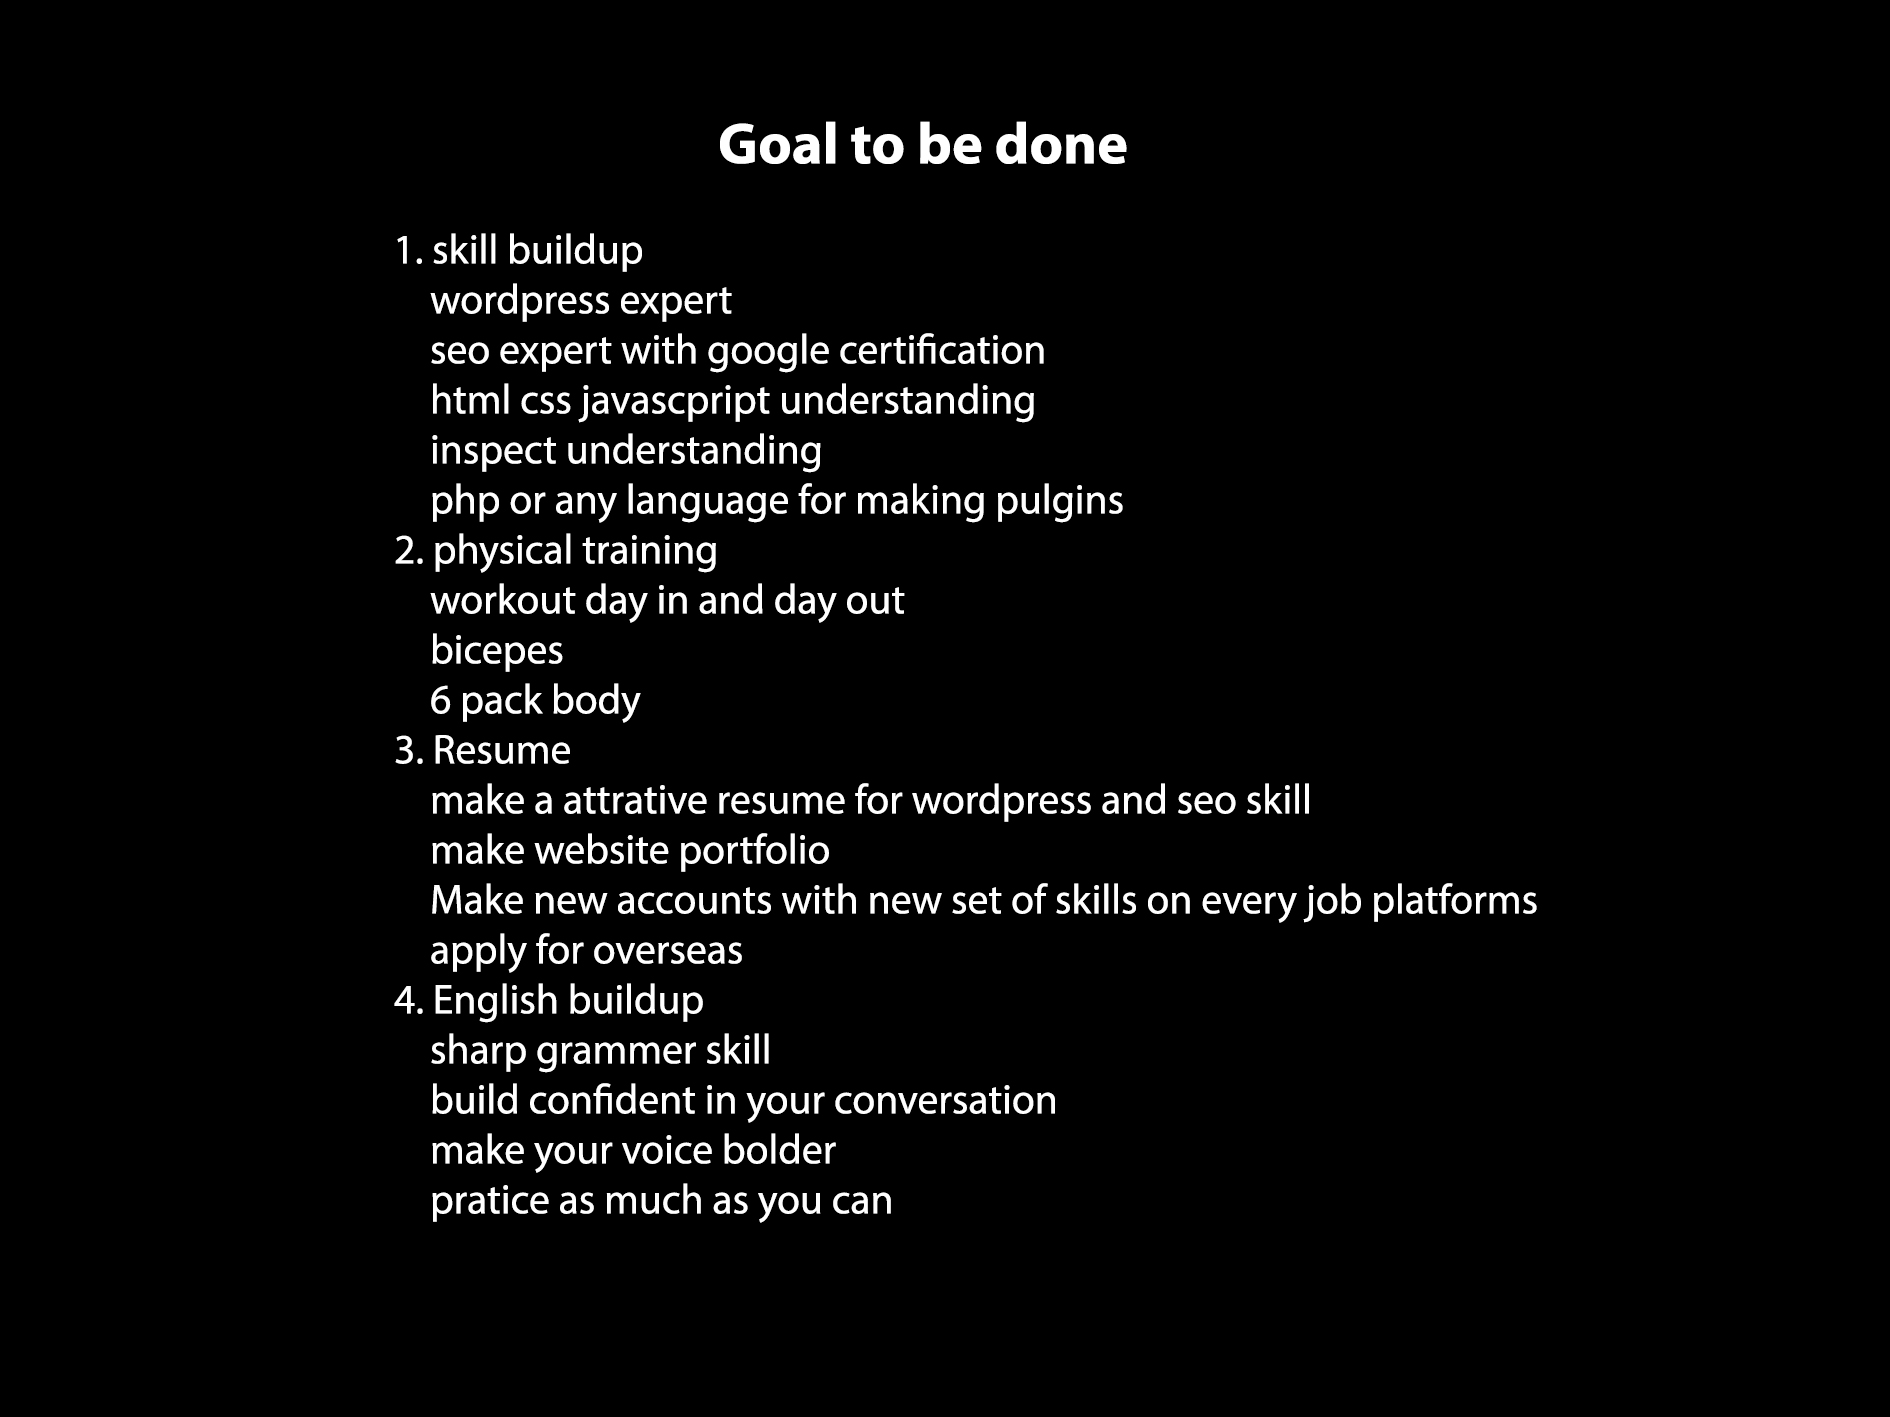 Goal to be done
1. skill buildup
wordpress expert
seo expert with google certification
html css javascpript understanding
inspect understanding
php or any language for making pulgins
2. physical training
workout day in and day out
bicepes
6 pack body
3. Resume
make a attrative resume for wordpress and seo skill
make website portfolio
Make new accounts with new set of skills on every job platforms
apply for overseas
4. English buildup
sharp grammer skill
build confident in your conversation
make your voice bolder
pratice as much as you can